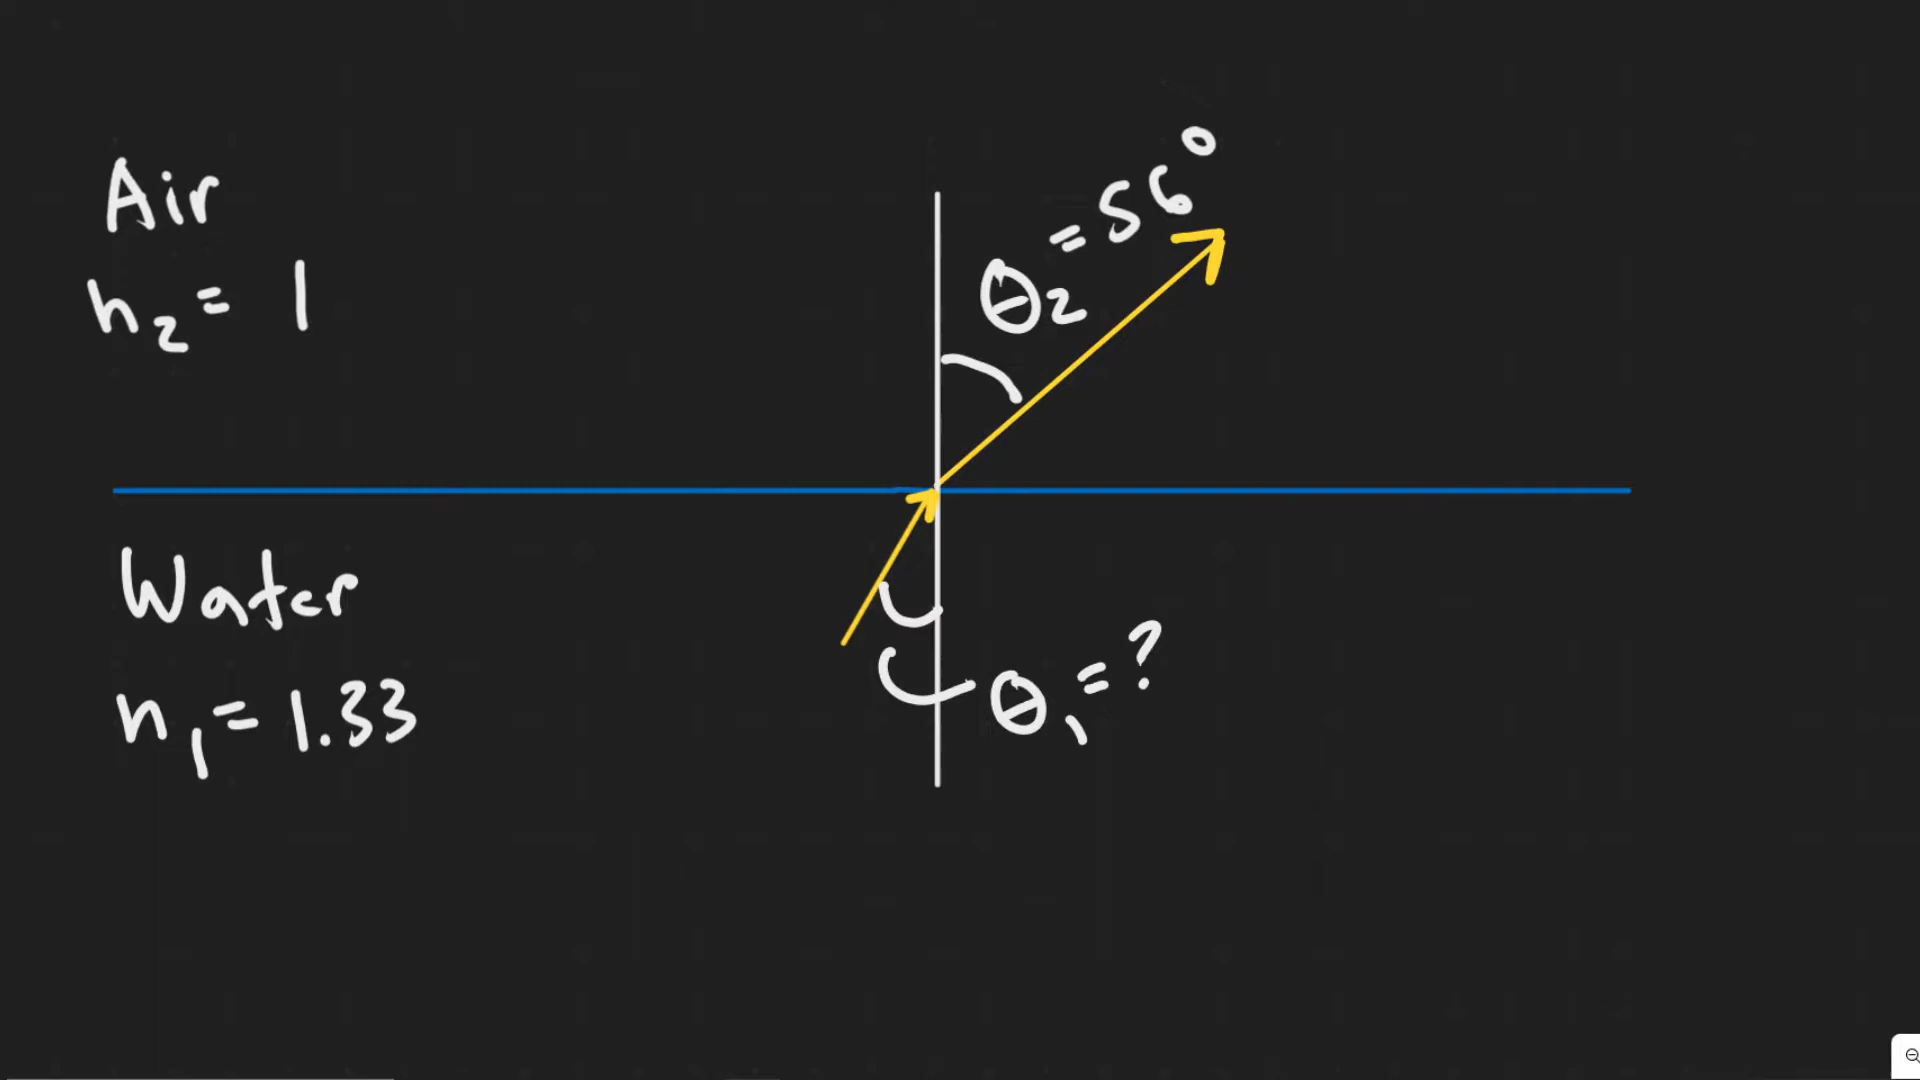 Air
n₂ = 1
θ₂ = 56°
Water
n₁ = 1.33
θ₁ = ?